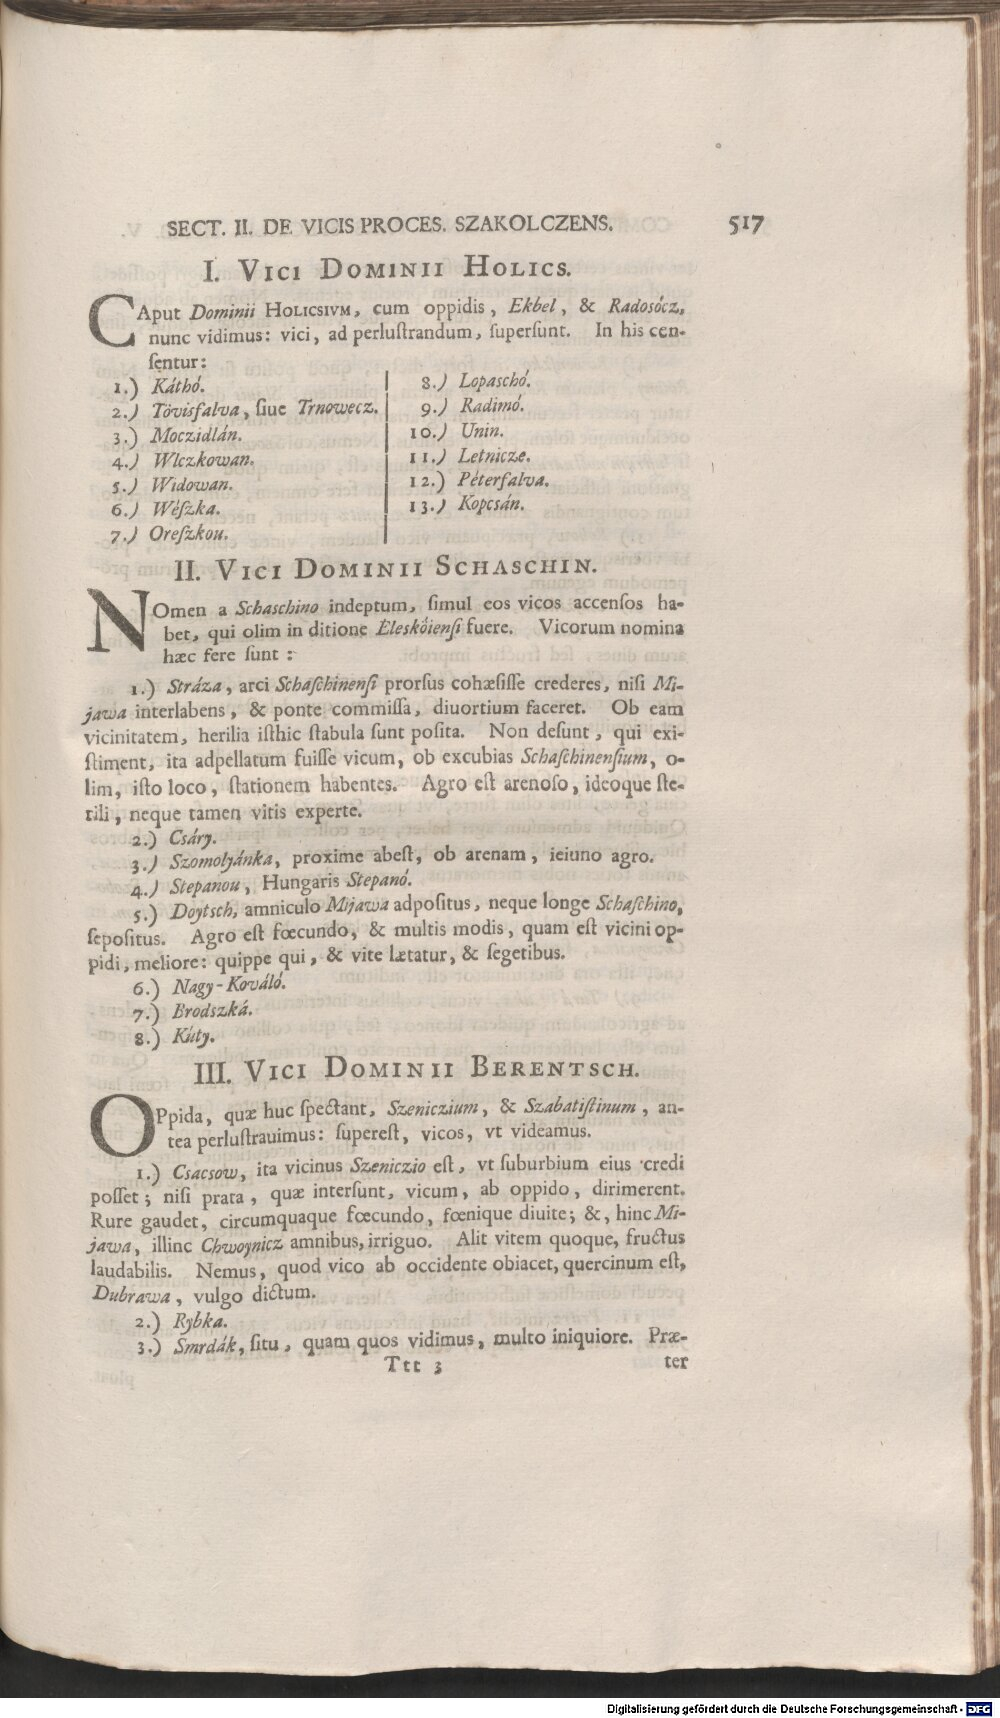 SECT. II. DE VICIS PROCES. SZAKOLCZENS. 517
I. VICI DOMINII HOLICS.
CAput Dominii HOLICSIVM, cum oppidis, Ekbel, & Radosócz,
nunc vidimus: vici, ad perluſtrandum, ſuperſunt. In his cen-
ſentur:
1.) Káthó.
2.) Tövisfalva, ſiue Trnowecz.
3.) Moczidlán.
4.) Wlczkowan.
5.) Widowan.
6.) Wëſzka.
7.) Oreſzkou.
8.) Lopaschó.
9.) Radimó.
10.) Unin.
11.) Letnicze.
12.) Péterfalva.
13.) Kopcsán.
II. VICI DOMINII SCHASCHIN.
NOmen a Schaschino indeptum, ſimul eos vicos accenſos ha-
bet, qui olim in ditione Éleskőienſi fuere. Vicorum nomina
hæc fere ſunt:
1.) Stráza, arci Schaſchinenſi prorſus cohæſiſſe crederes, niſi Mi-
jawa interlabens, & ponte commiſſa, diuortium faceret. Ob eam
vicinitatem, herilia iſthic ſtabula ſunt poſita. Non deſunt, qui exi-
ſtiment, ita adpellatum fuiſſe vicum, ob excubias Schaſchinenſium, o-
lim, iſto loco, ſtationem habentes. Agro eſt arenoſo, ideoque ſte-
rili, neque tamen vitis experte.
2.) Csáry.
3.) Szomoljánka, proxime abeſt, ob arenam, ieiuno agro.
4.) Stepanou, Hungaris Stepanó.
5.) Doytsch, amniculo Mijawa adpoſitus, neque longe Schaſchino,
ſepoſitus. Agro eſt fœcundo, & multis modis, quam eſt vicini op-
pidi, meliore: quippe qui, & vite lætatur, & ſegetibus.
6.) Nagy-Kováló.
7.) Brodszká.
8.) Kúty.
III. VICI DOMINII BERENTSCH.
OPpida, quæ huc ſpectant, Szeniczium, & Szabatiſtinum, an-
tea perluſtrauimus: ſupereſt, vicos, vt videamus.
1.) Csacsow, ita vicinus Szeniczio eſt, vt ſuburbium eius credi
poſſet; niſi prata, quæ interſunt, vicum, ab oppido, dirimerent.
Rure gaudet, circumquaque fœcundo, fœnique diuite; &, hinc Mi-
jawa, illinc Chwoynicz amnibus, irriguo. Alit vitem quoque, fructus
laudabilis. Nemus, quod vico ab occidente obiacet, quercinum eſt,
Dubrawa, vulgo dictum.
2.) Rybka.
3.) Smrdák, ſitu, quam quos vidimus, multo iniquiore. Præ-
Ttt 3 ter
Digitalisierung gefördert durch die Deutsche Forschungsgemeinschaft - DFG